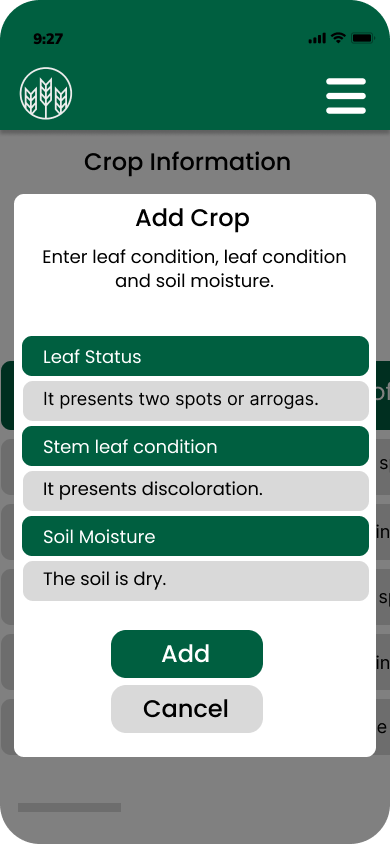 9:27
Crop Information
Add Crop
Enter leaf condition, leaf condition
and soil moisture.
Leaf Status
It presents two spots or arrogas.
Stem leaf condition
It presents discoloration.
Soil Moisture
The soil is dry.
Add
Cancel